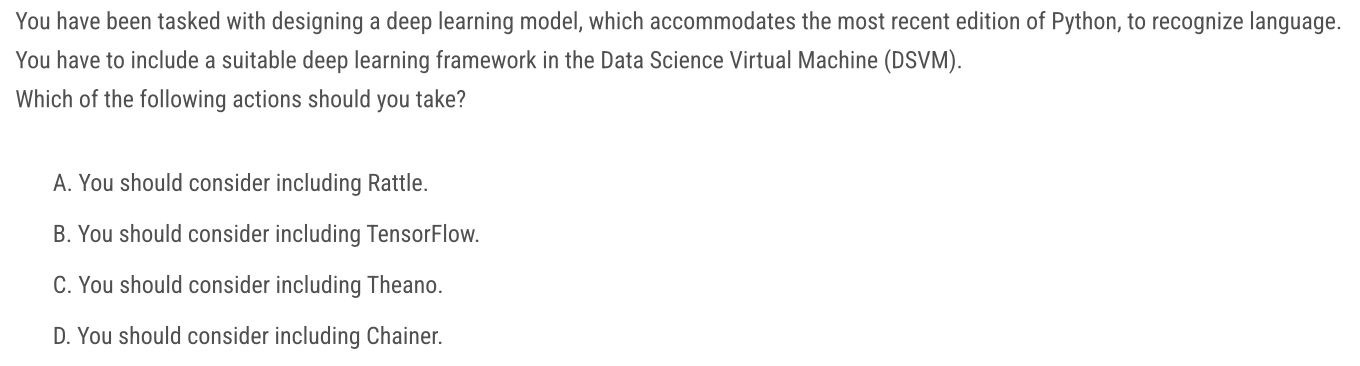 You have been tasked with designing a deep learning model, which accommodates the most recent edition of Python, to recognize language.
You have to include a suitable deep learning framework in the Data Science Virtual Machine (DSVM).
Which of the following actions should you take?
A. You should consider including Rattle.
B. You should consider including TensorFlow.
C. You should consider including Theano.
D. You should consider including Chainer.